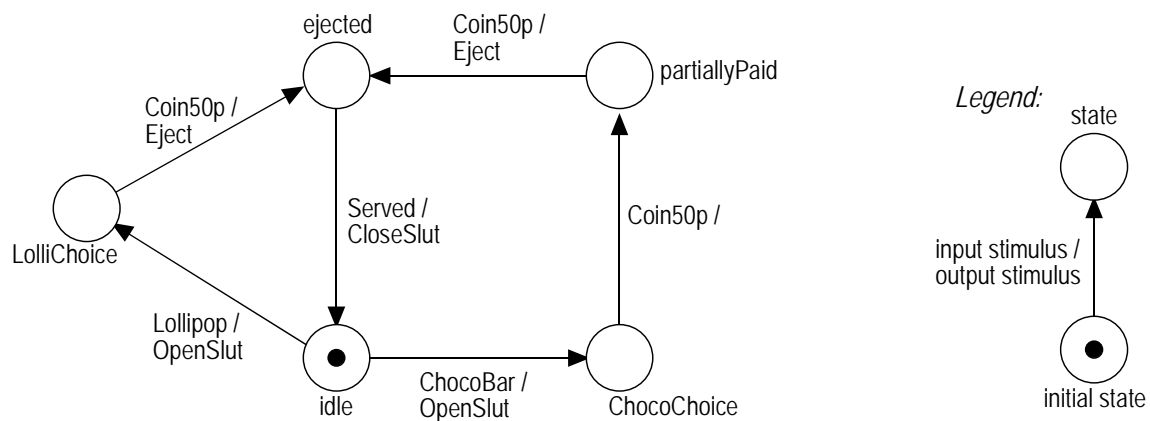 ejected
Coin50p /
Eject
partiallyPaid
Legend:
state
Coin50p /
Eject
Served /
CloseSlut
Coin50p /
LolliChoice
input stimulus /
output stimulus
Lollipop /
OpenSlut
ChocoBar /
OpenSlut
idle
ChocoChoice
initial state